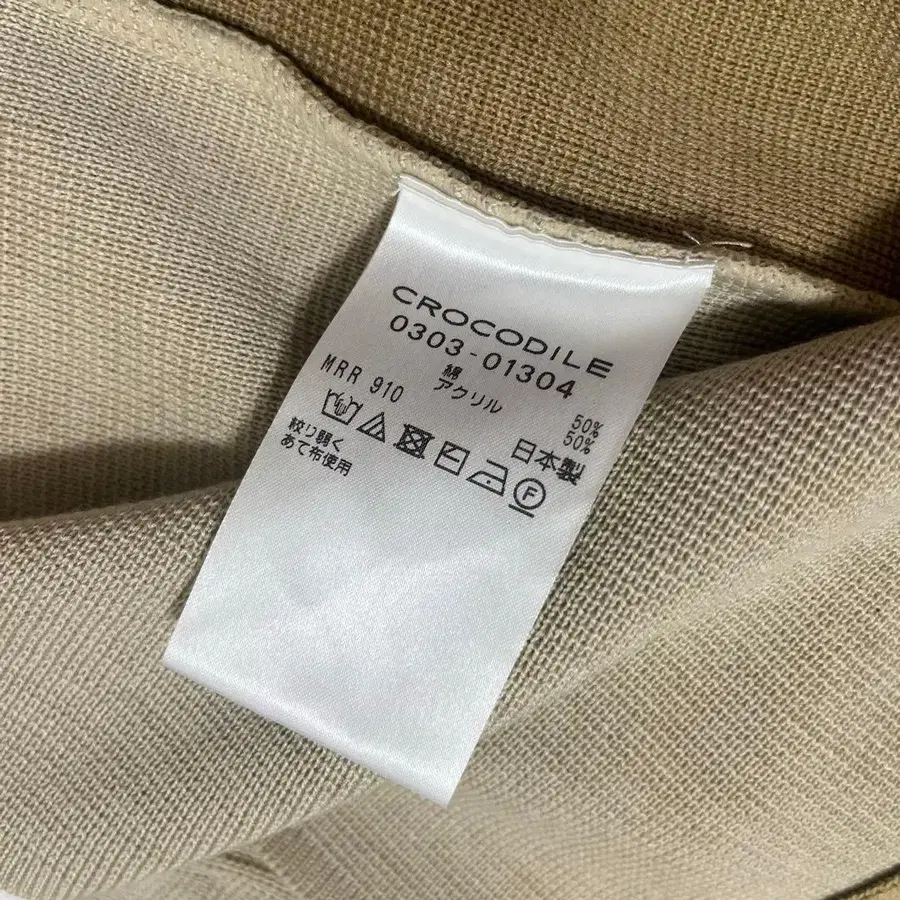 CROCODILE
0303-01304
綿 50%
アクリル 50%
MRR 910
日本製
F
絞り弱く
あて布使用